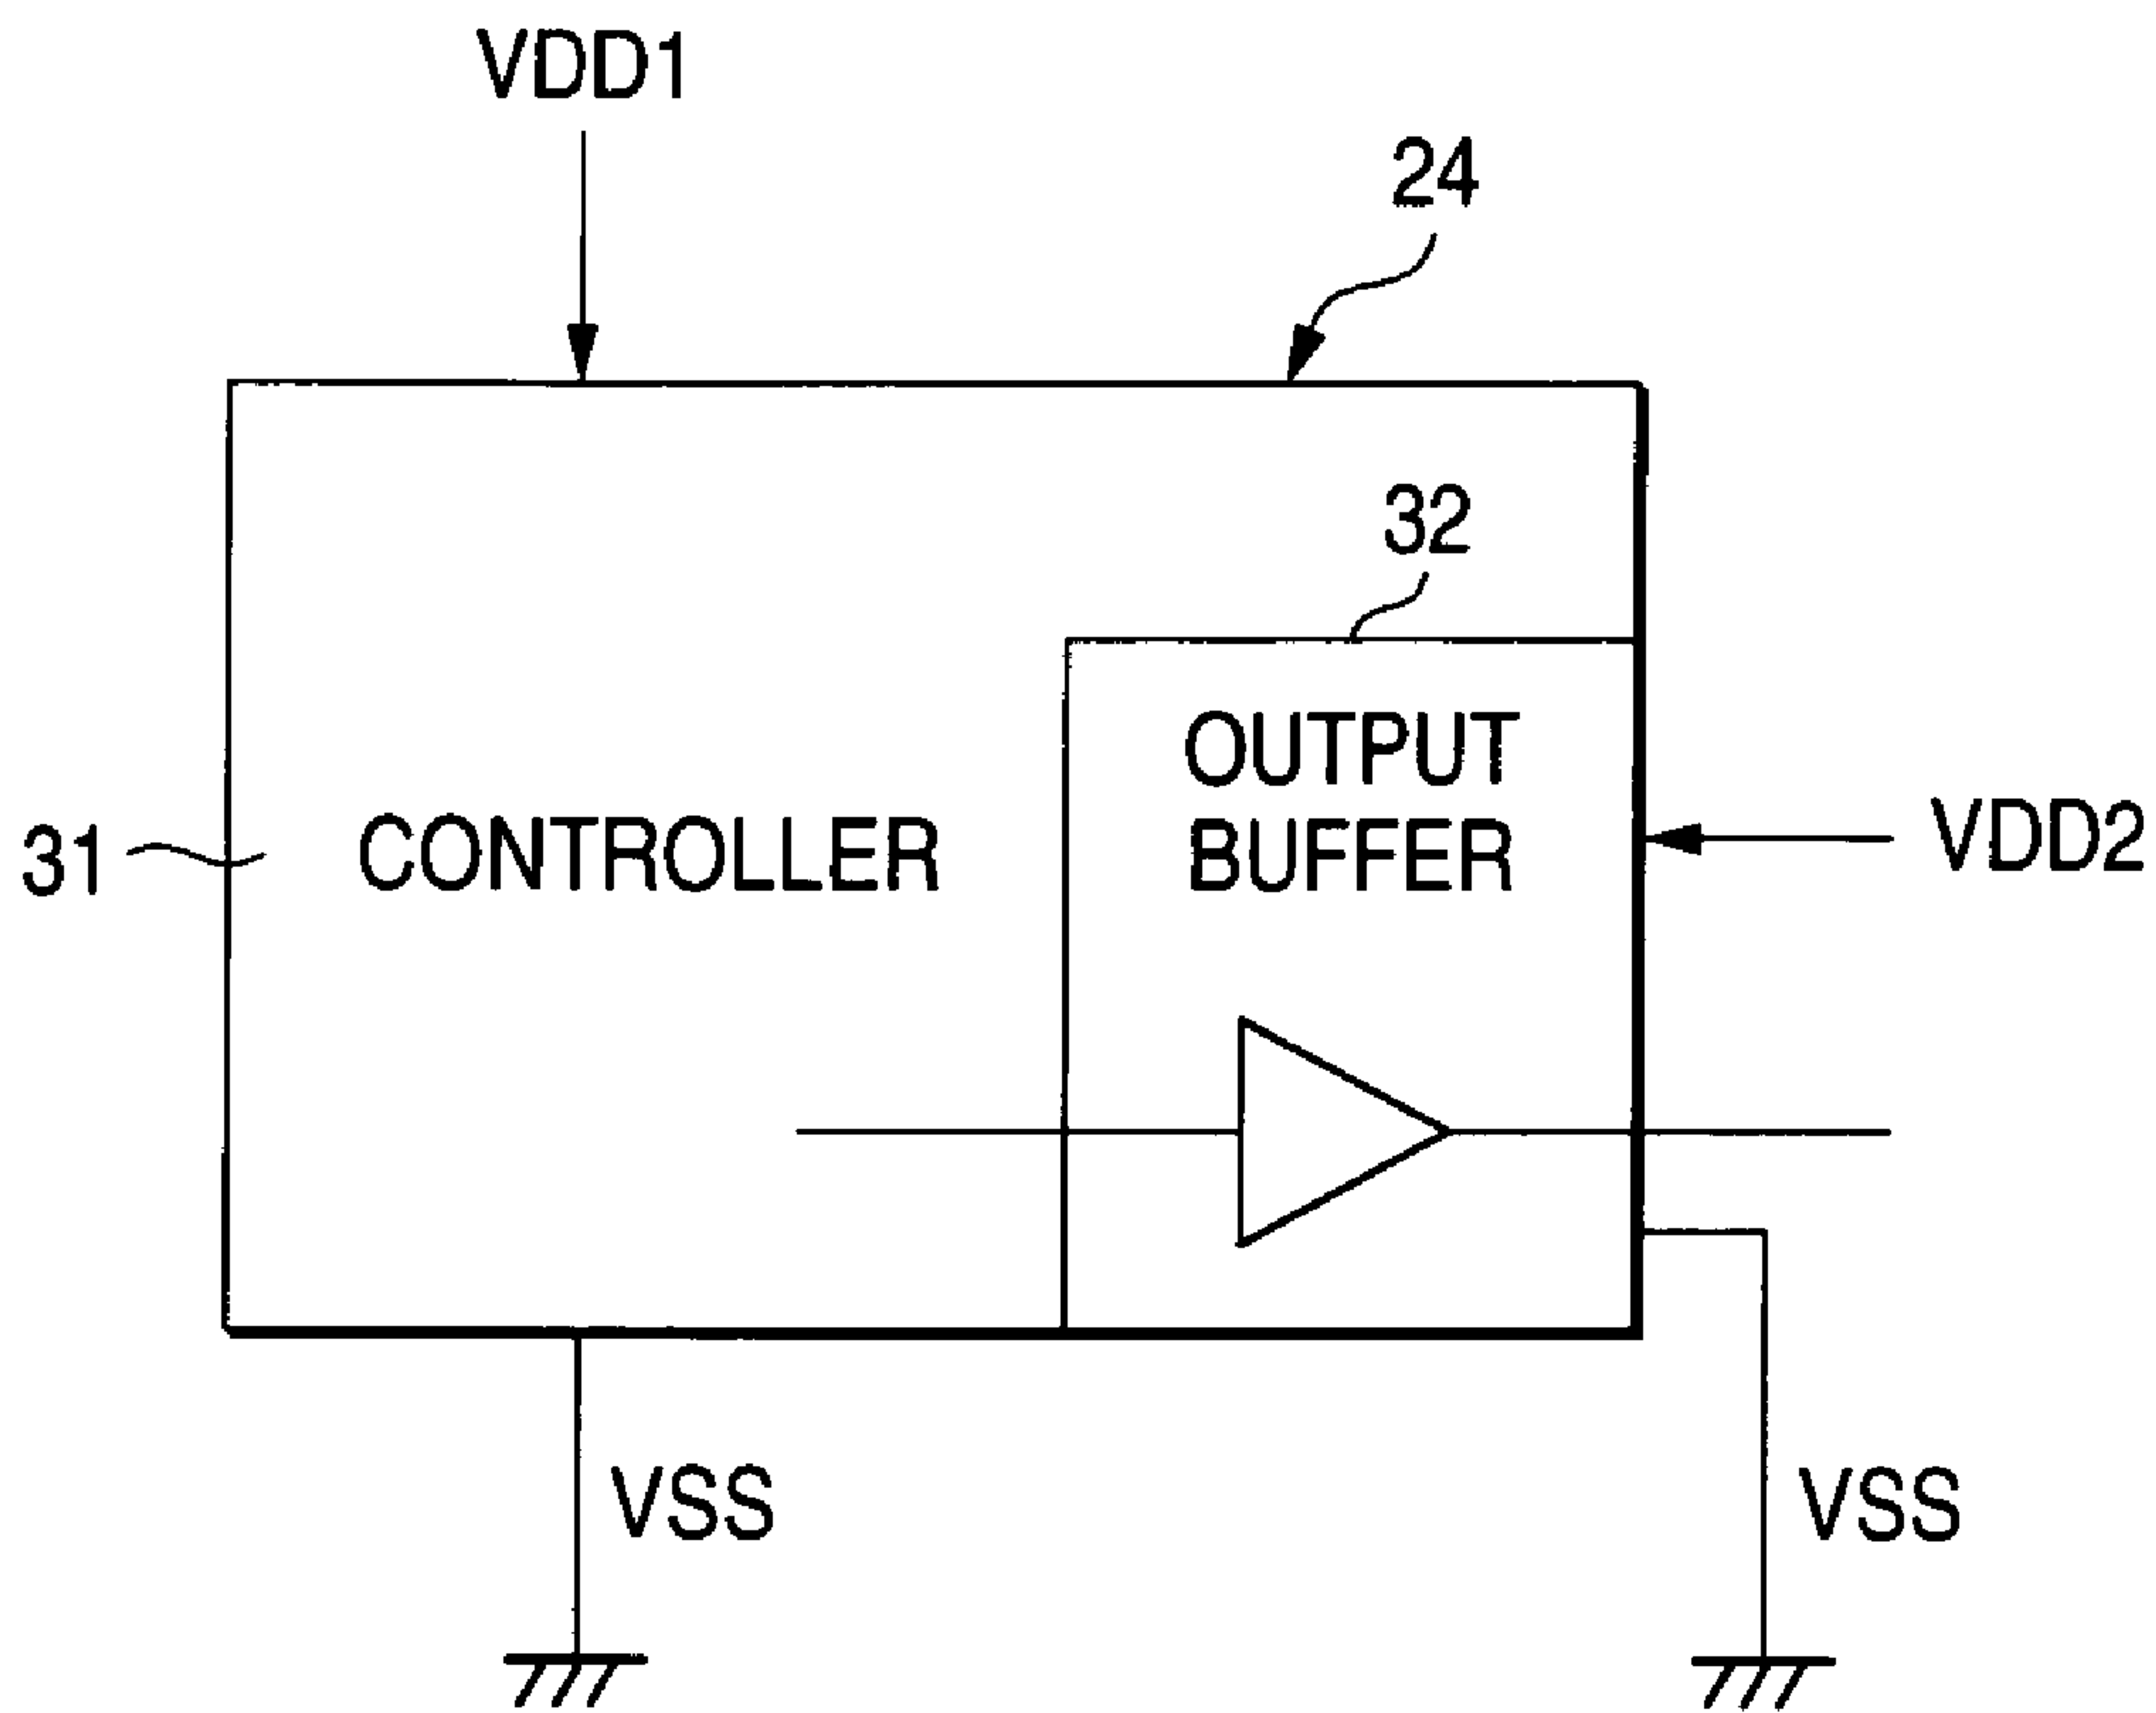 VDD1
24
32
OUTPUT
BUFFER
31
CONTROLLER
VDD2
VSS
VSS